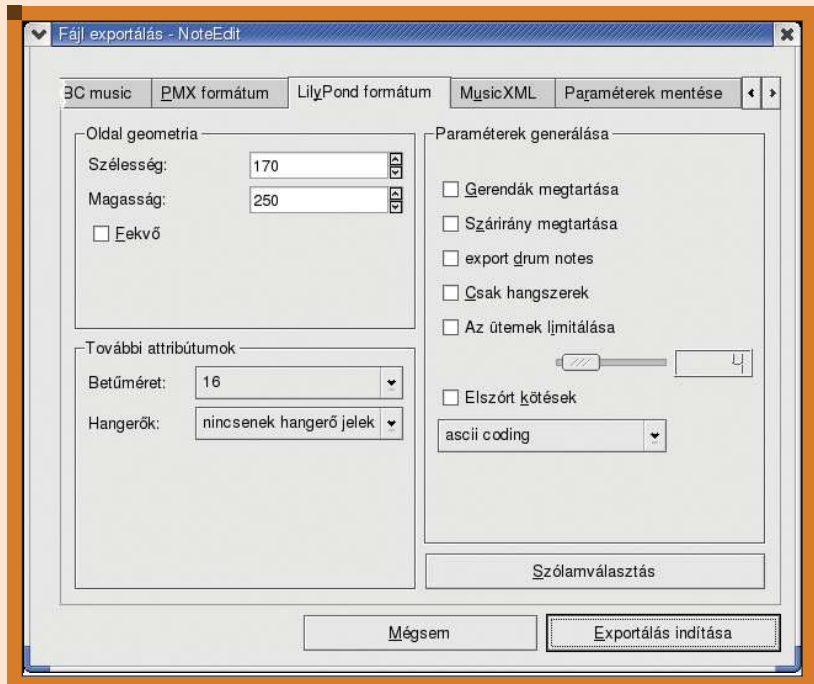 Fájl exportálás - NoteEdit
BC music PMX formátum LilyPond formátum MusicXML Paraméterek mentése
Oldal geometria
Szélesség: 170
Magasság: 250
Fekvő
További attribútumok
Betűméret: 16
Hangerők: nincsenek hangerő jelek
Paraméterek generálása
Gerendák megtartása
Szárirány megtartása
export drum notes
Csak hangszerek
Az ütemek limitálása
4
Elszórt kötések
ascii coding
Szólamválasztás
Mégsem Exportálás indítása